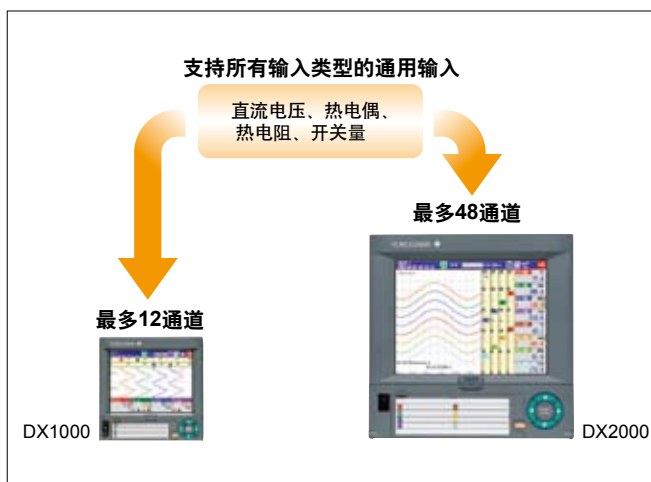 支持所有输入类型的通用输入
直流电压、热电偶、
热电阻、开关量
最多48通道
YOKOGAWA
最多12通道
DX1000
DX2000